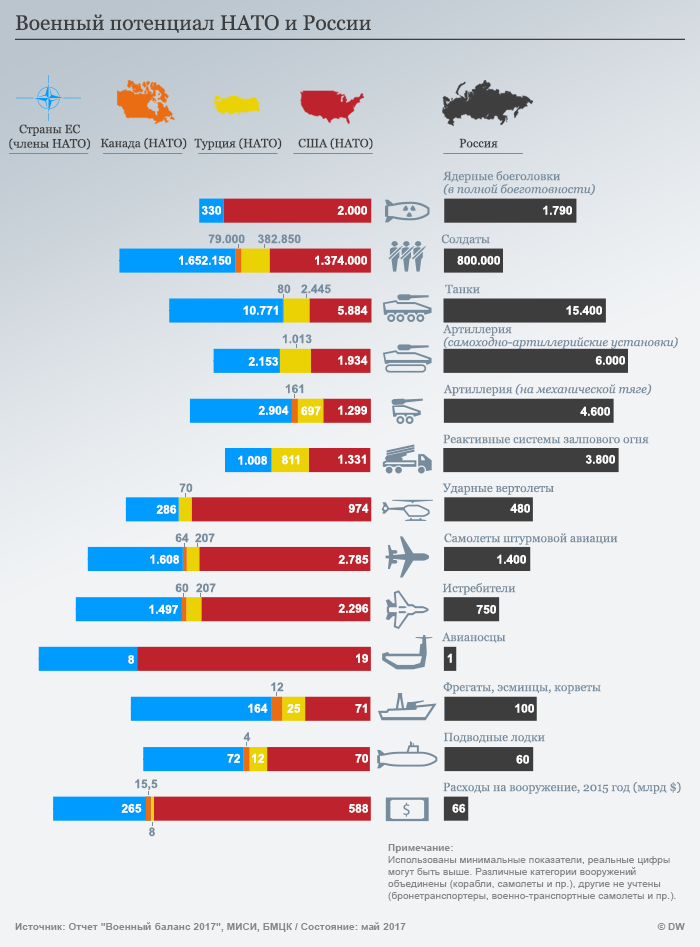 Военный потенциал НАТО и России
Страны ЕС
(члены НАТО)
Канада (НАТО)
Турция (НАТО)
США (НАТО)
Россия
Ядерные боеголовки
(в полной боеготовности)
330
2.000
1.790
Солдаты
79.000
382.850
1.652.150
1.374.000
800.000
Танки
80
2.445
10.771
5.884
15.400
Артиллерия
(самоходно-артиллерийские установки)
1.013
2.153
1.934
6.000
Артиллерия (на механической тяге)
161
2.904
697
1.299
4.600
Реактивные системы залпового огня
1.008
811
1.331
3.800
Ударные вертолеты
70
286
974
480
Самолеты штурмовой авиации
64
207
1.608
2.785
1.400
Истребители
60
207
1.497
2.296
750
Авианосцы
8
19
1
Фрегаты, эсминцы, корветы
12
164
25
71
100
Подводные лодки
4
72
12
70
60
Расходы на вооружение, 2015 год (млрд $)
15,5
265
588
$
66
8
Примечание:
Использованы минимальные показатели, реальные цифры
могут быть выше. Различные категории вооружений
объединены (корабли, самолеты и пр.), другие не учтены
(бронетранспортеры, военно-транспортные самолеты и пр.).
Источник: Отчет "Военный баланс 2017", МИСИ, БМЦК / Состояние: май 2017
© DW